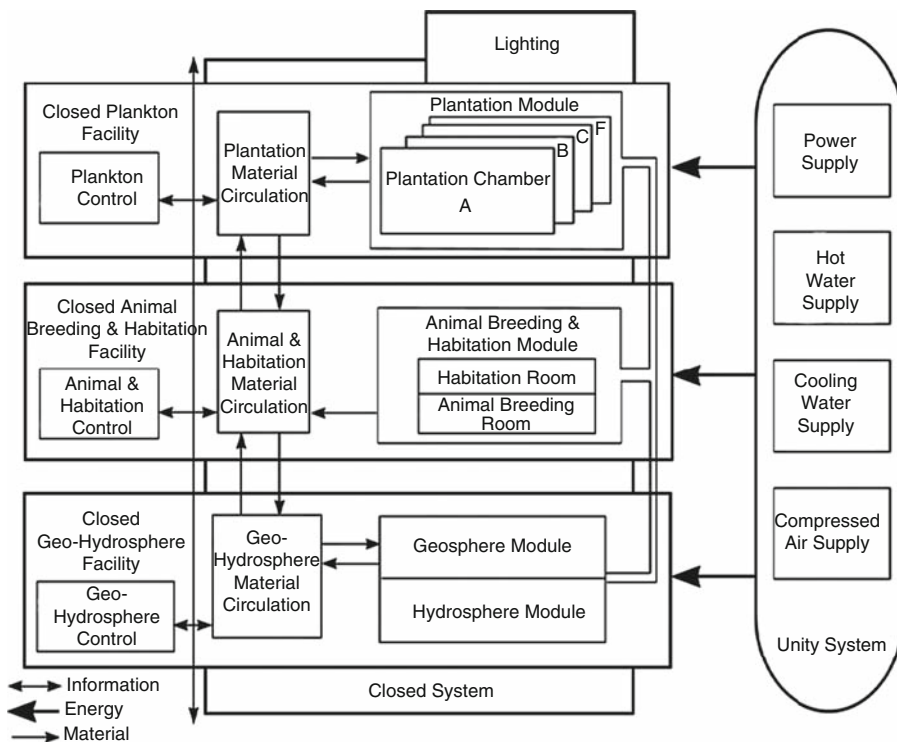 Lighting
Closed Plankton
Facility
Plankton
Control
Plantation
Material
Circulation
Plantation Module
F
C
B
Plantation Chamber
A
Closed Animal
Breeding & Habitation
Facility
Animal &
Habitation Control
Animal &
Habitation
Material
Circulation
Animal Breeding &
Habitation Module
Habitation Room
Animal Breeding
Room
Closed
Geo-Hydrosphere
Facility
Geo-
Hydrosphere
Control
Geo-
Hydrosphere
Material
Circulation
Geosphere Module
Hydrosphere Module
Closed System
Power
Supply
Hot
Water
Supply
Cooling
Water
Supply
Compressed
Air Supply
Unity System
Information
Energy
Material